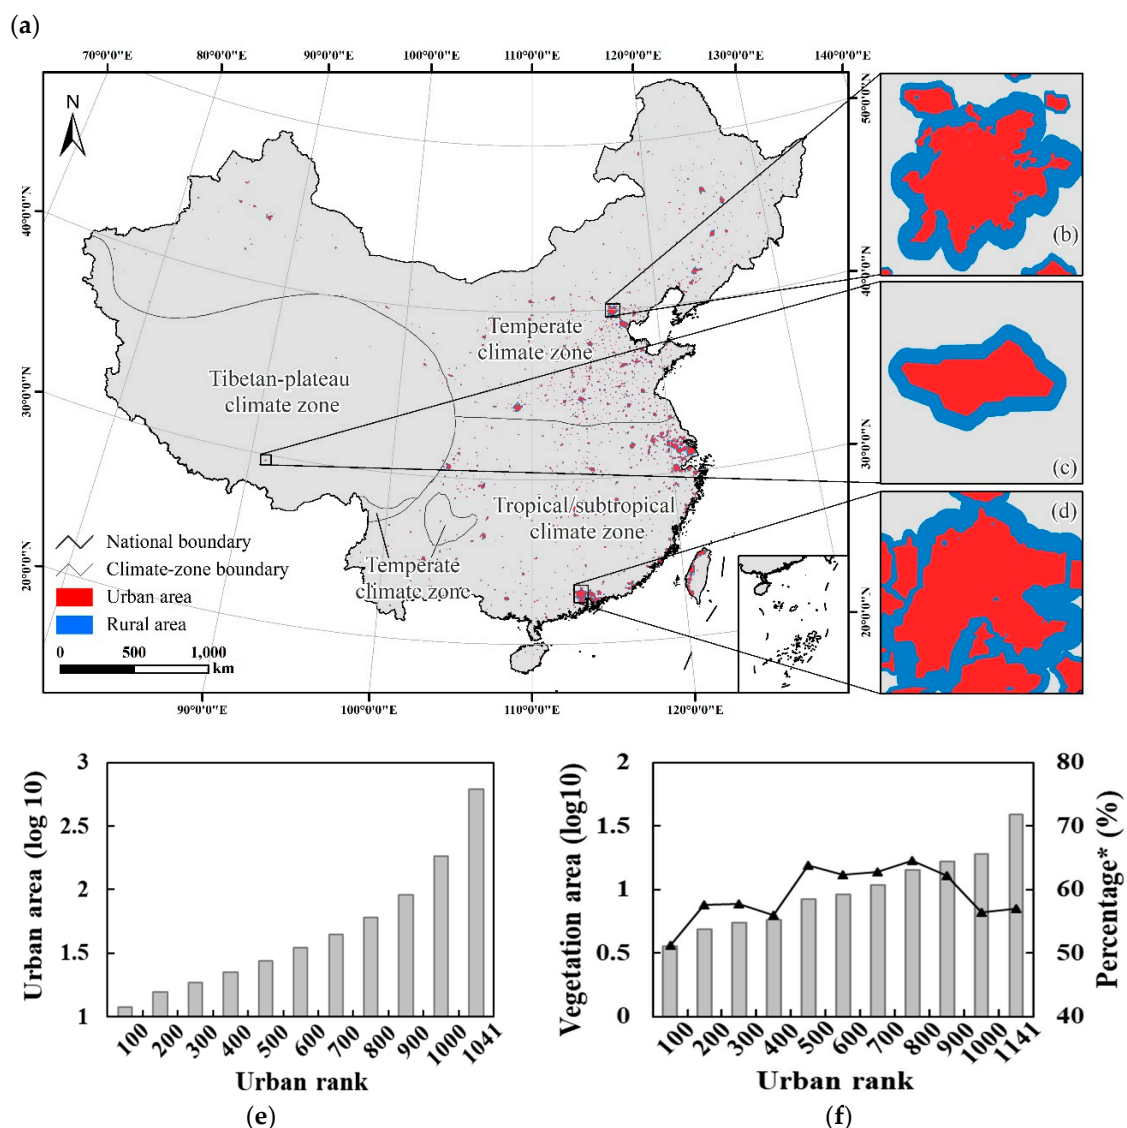 (a)
70°0'0"E 80°0'0"E 90°0'0"E 100°0'0"E 110°0'0"E 120°0'0"E 130°0'0"E 140°0'0"E
N
50°0'0"N
40°0'0"N
40°0'0"N
30°0'0"N
30°0'0"N
20°0'0"N
20°0'0"N
Temperate
climate zone
Tibetan-plateau
climate zone
Tropical/subtropical
climate zone
Temperate
climate zone
National boundary
Climate-zone boundary
Urban area
Rural area
0 500 1,000
km
90°0'0"E 100°0'0"E 110°0'0"E 120°0'0"E
(b)
(c)
(d)
Urban area (log 10)
3
2.5
2
1.5
1
100 200 300 400 500 600 700 800 900 1000 1041
Urban rank
(e)
Vegetation area (log10)
2
1.5
1
0.5
0
80
70
60
50
40
Percentage* (%)
100 200 300 400 500 600 700 800 900 1000 1141
Urban rank
(f)